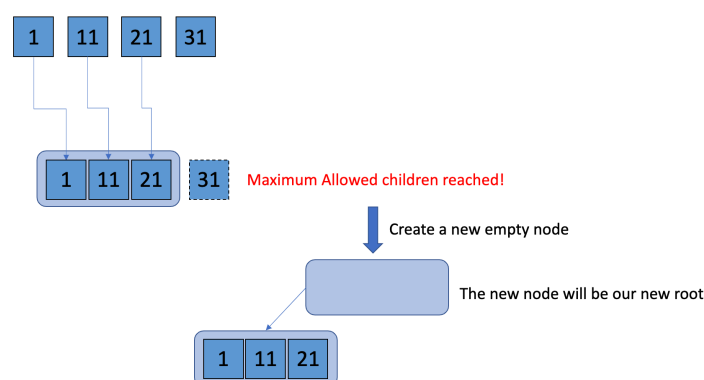 1 11 21 31
1 11 21 31 Maximum Allowed children reached!
Create a new empty node
The new node will be our new root
1 11 21